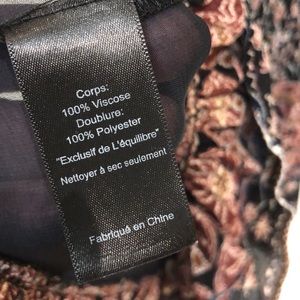 Corps:
100% Viscose
Doublure:
100% Polyester
"Exclusif de L'équilibre"
Nettoyer à sec seulement
Fabriqué en Chine